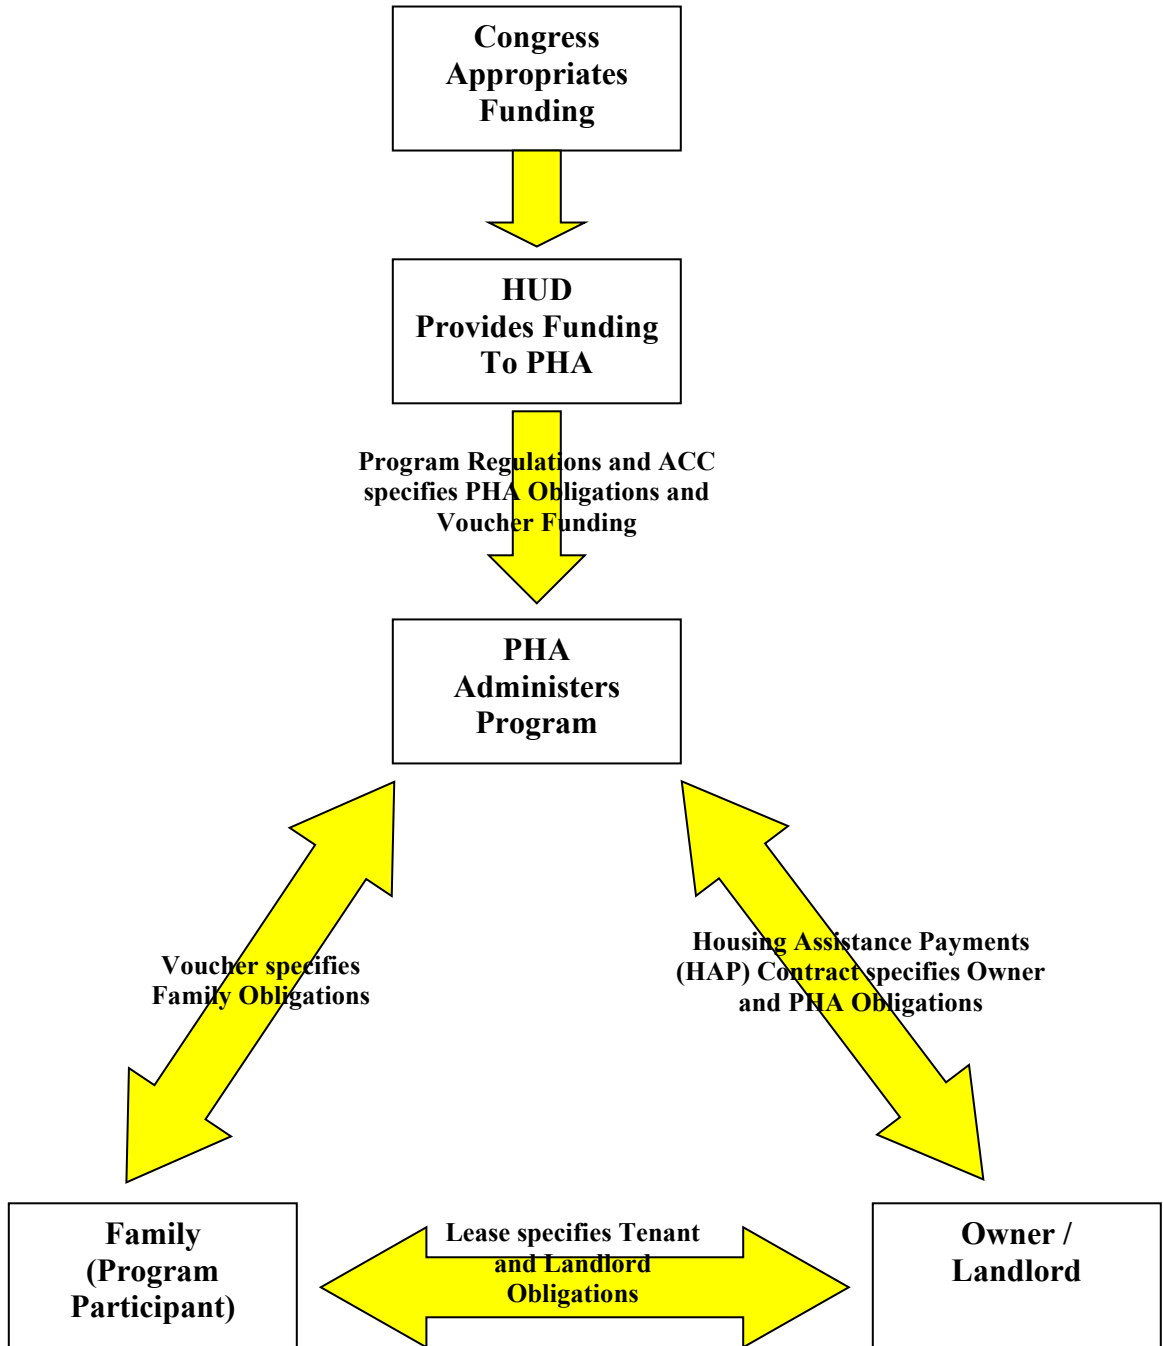 Congress
Appropriates
Funding
HUD
Provides Funding
To PHA
Program Regulations and ACC
specifies PHA Obligations and
Voucher Funding
PHA
Administers
Program
Voucher specifies
Family Obligations
Housing Assistance Payments
(HAP) Contract specifies Owner
and PHA Obligations
Family
(Program
Participant)
Lease specifies Tenant
and Landlord
Obligations
Owner /
Landlord